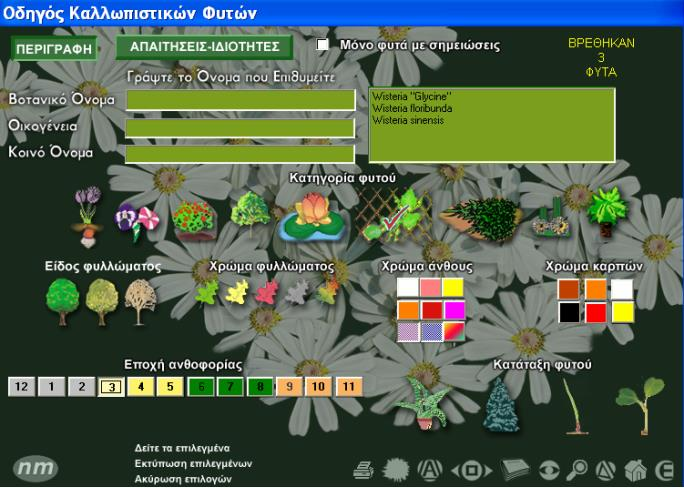 Οδηγός Καλλωπιστικών Φυτών
ΠΕΡΙΓΡΑΦΗ
ΑΠΑΙΤΗΣΕΙΣ-ΙΔΙΟΤΗΤΕΣ
Μόνο φυτά με σημειώσεις
ΒΡΕΘΗΚΑΝ
3
ΦΥΤΑ
Γράψτε το Όνομα που Επιθυμείτε
Βοτανικό Όνομα
Οικογένεια
Κοινό Όνομα
Wisteria "Glycine"
Wisteria floribunda
Wisteria sinensis
Κατηγορία φυτού
Είδος φυλλώματος
Χρώμα φυλλώματος
Χρώμα άνθους
Χρώμα καρπών
Εποχή ανθοφορίας
Κατάταξη φυτού
12 1 2 3 4 5 6 7 8 9 10 11
Δείτε τα επιλεγμένα
Εκτύπωση επιλεγμένων
Ακύρωση επιλογών
nm